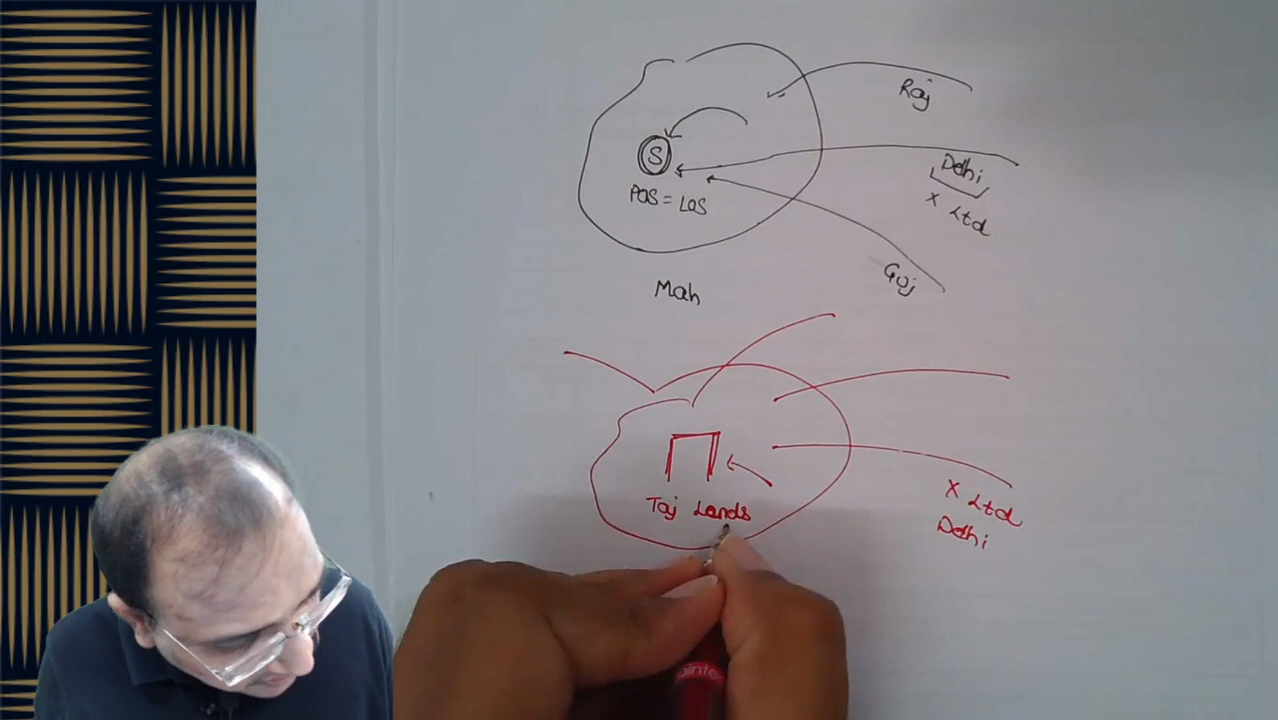 Raj
Delhi
x Ltd
S
POS = LOS
Guj
Mah
Taj Lands
X Ltd
Delhi